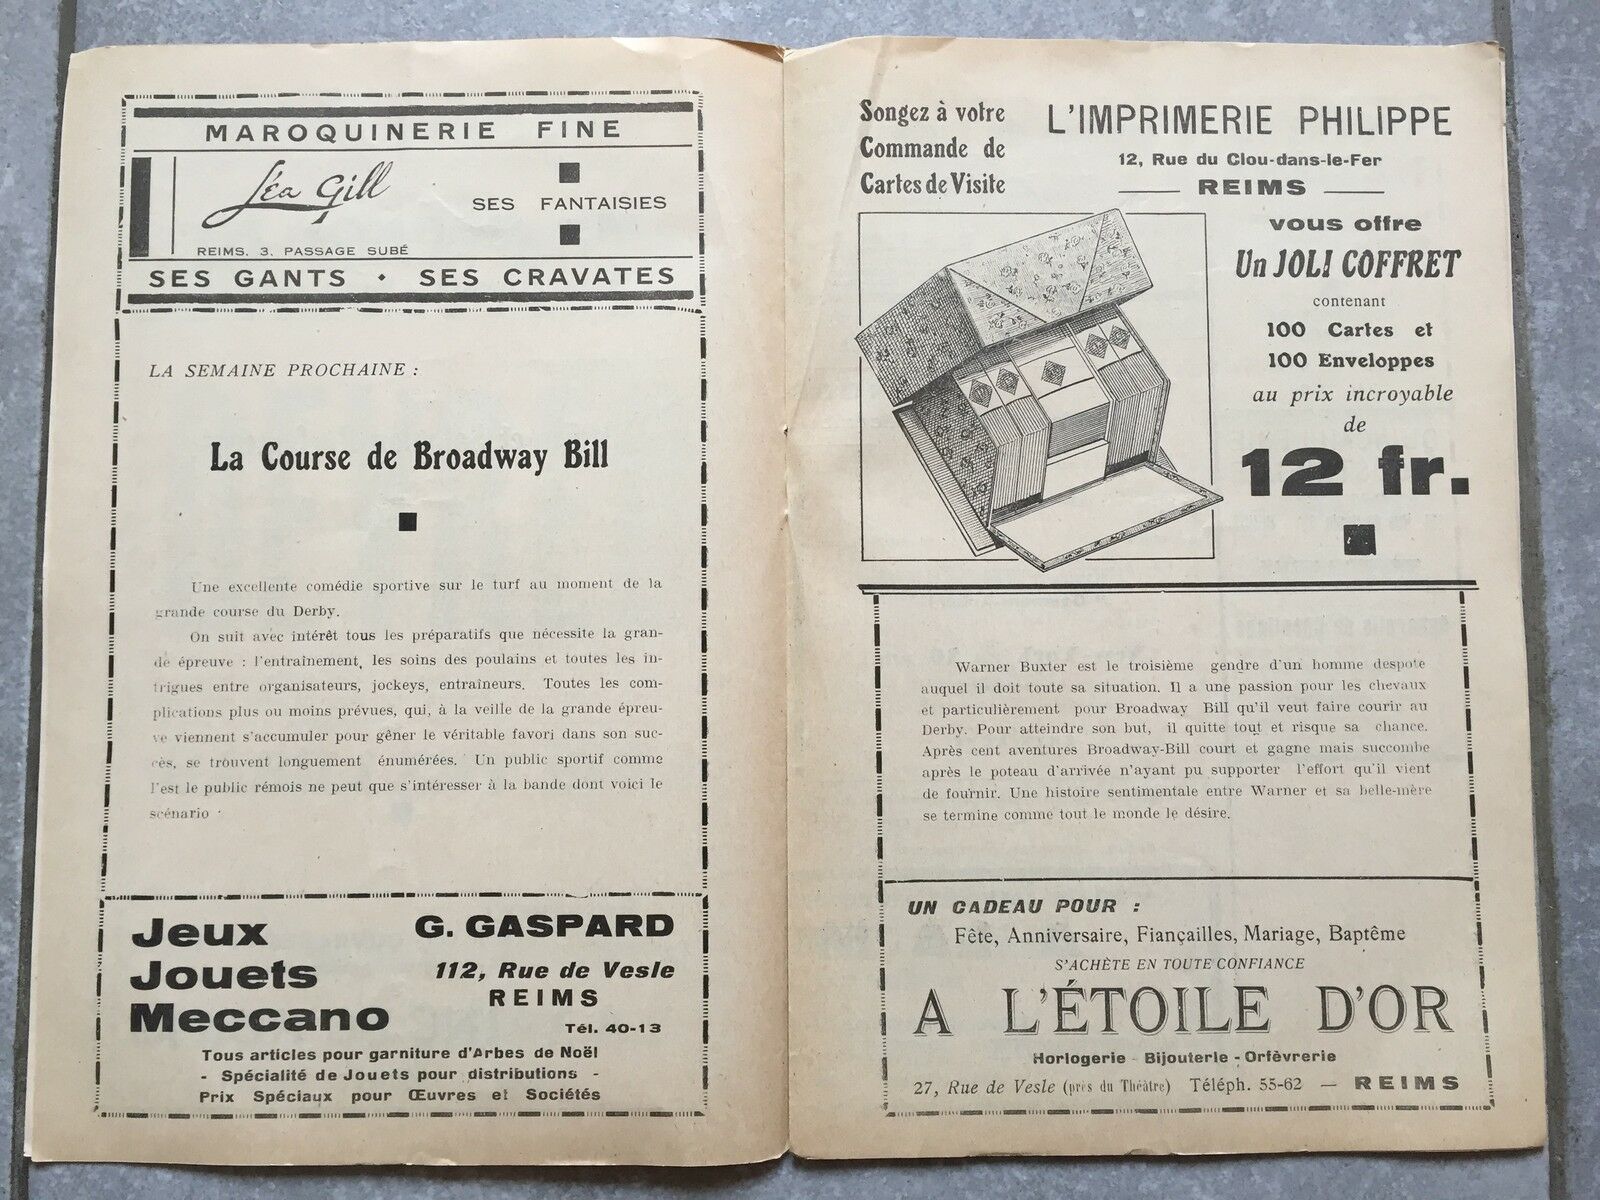 MAROQUINERIE FINE
Léa Gill
SES FANTAISIES
REIMS. 3. PASSAGE SUBÉ
SES GANTS • SES CRAVATES
LA SEMAINE PROCHAINE :
La Course de Broadway Bill
Une excellente comédie sportive sur le turf au moment de la
grande course du Derby.
On suit avec intérêt tous les préparatifs que nécessite la gran-
de épreuve : l'entraînement, les soins des poulains et toutes les in-
trigues entre organisateurs, jockeys, entraîneurs. Toutes les com-
plications plus ou moins prévues, qui, à la veille de la grande épreu-
ve viennent s'accumuler pour gêner le véritable favori dans son suc-
cès, se trouvent longuement énumérées. Un public sportif comme
l'est le public rémois ne peut que s'intéresser à la bande dont voici le
scénario :
Jeux
Jouets
Meccano
G. GASPARD
112, Rue de Vesle
REIMS
Tél. 40-13
Tous articles pour garniture d'Arbes de Noël
- Spécialité de Jouets pour distributions -
Prix Spéciaux pour Œuvres et Sociétés
Songez à votre
Commande de
Cartes de Visite
L'IMPRIMERIE PHILIPPE
12, Rue du Clou-dans-le-Fer
— REIMS —
vous offre
Un JOLI COFFRET
contenant
100 Cartes et
100 Enveloppes
au prix incroyable
de
12 fr.
Warner Buxter est le troisième gendre d'un homme despote
auquel il doit toute sa situation. Il a une passion pour les chevaux
et particulièrement pour Broadway Bill qu'il veut faire courir au
Derby. Pour atteindre son but, il quitte tout et risque sa chance.
Après cent aventures Broadway-Bill court et gagne mais succombe
après le poteau d'arrivée n'ayant pu supporter l'effort qu'il vient
de fournir. Une histoire sentimentale entre Warner et sa belle-mère
se termine comme tout le monde le désire.
UN CADEAU POUR :
Fête, Anniversaire, Fiançailles, Mariage, Baptême
S'ACHÈTE EN TOUTE CONFIANCE
A L'ÉTOILE D'OR
Horlogerie - Bijouterie - Orfèvrerie
27, Rue de Vesle (près du Théâtre) Téléph. 55-62 — REIMS